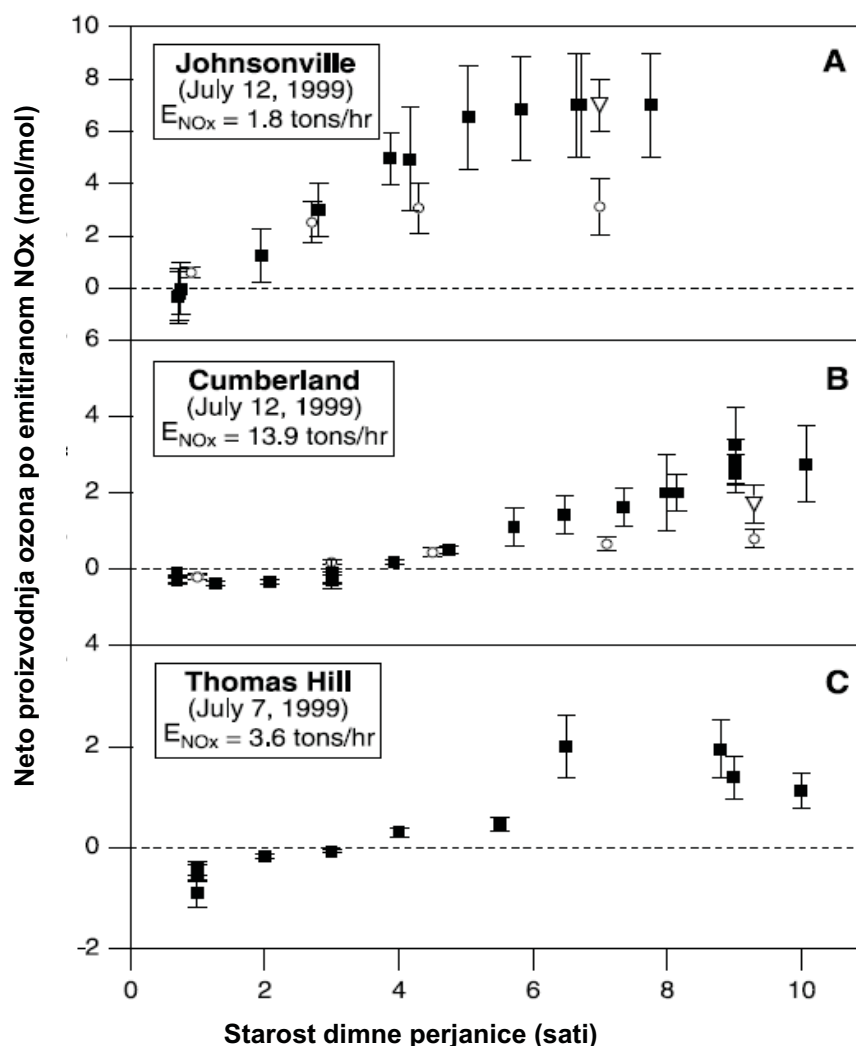 Neto proizvodnja ozona po emitiranom NOx (mol/mol)
10
8
6
4
2
0
Johnsonville
(July 12, 1999)
E_NOx = 1.8 tons/hr
A
6
4
2
0
Cumberland
(July 12, 1999)
E_NOx = 13.9 tons/hr
B
4
2
0
-2
Thomas Hill
(July 7, 1999)
E_NOx = 3.6 tons/hr
C
0 2 4 6 8 10
Starost dimne perjanice (sati)